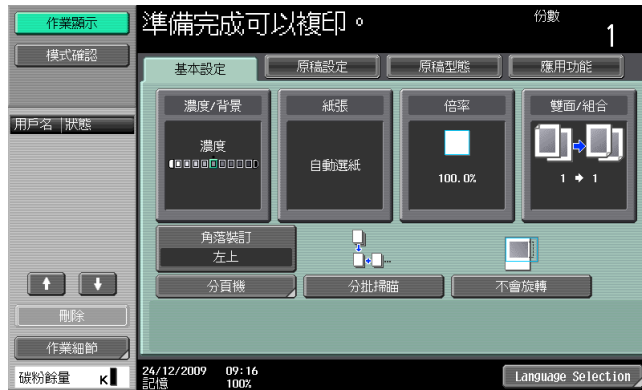 作業顯示
準備完成可以複印。
份數
1
模式確認
基本設定
原稿設定
原稿型態
應用功能
用戶名
狀態
濃度/背景
紙張
倍率
雙面/組合
濃度
自動選紙
100.0%
1 → 1
角落裝訂
左上
分頁機
分批掃描
不會旋轉
刪除
作業細節
碳粉餘量 K
24/12/2009 09:16
記憶 100%
Language Selection